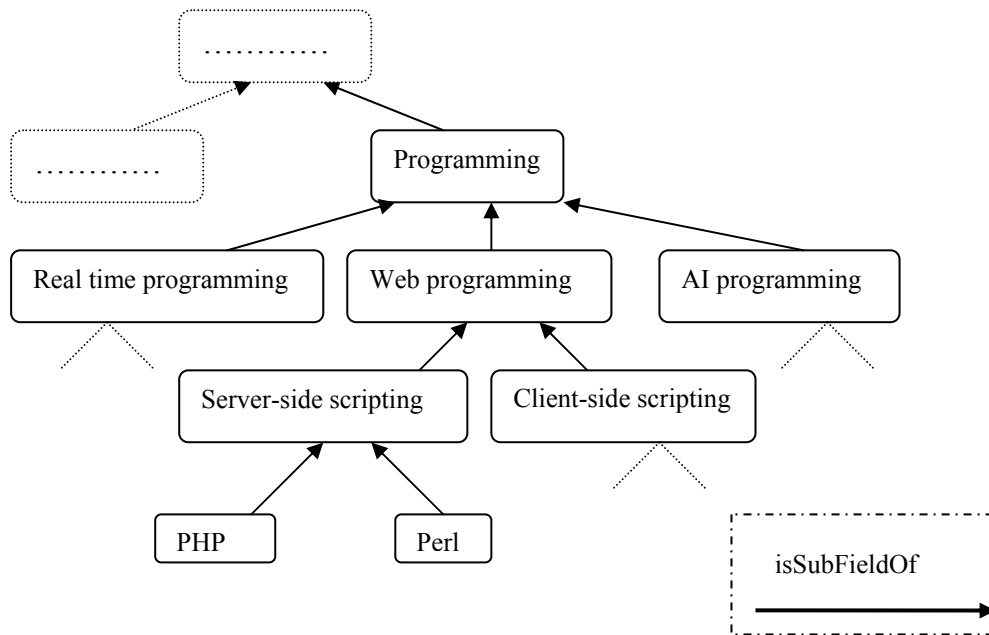 …………
Programming
…………
Real time programming
Web programming
AI programming
Server-side scripting
Client-side scripting
PHP
Perl
isSubFieldOf